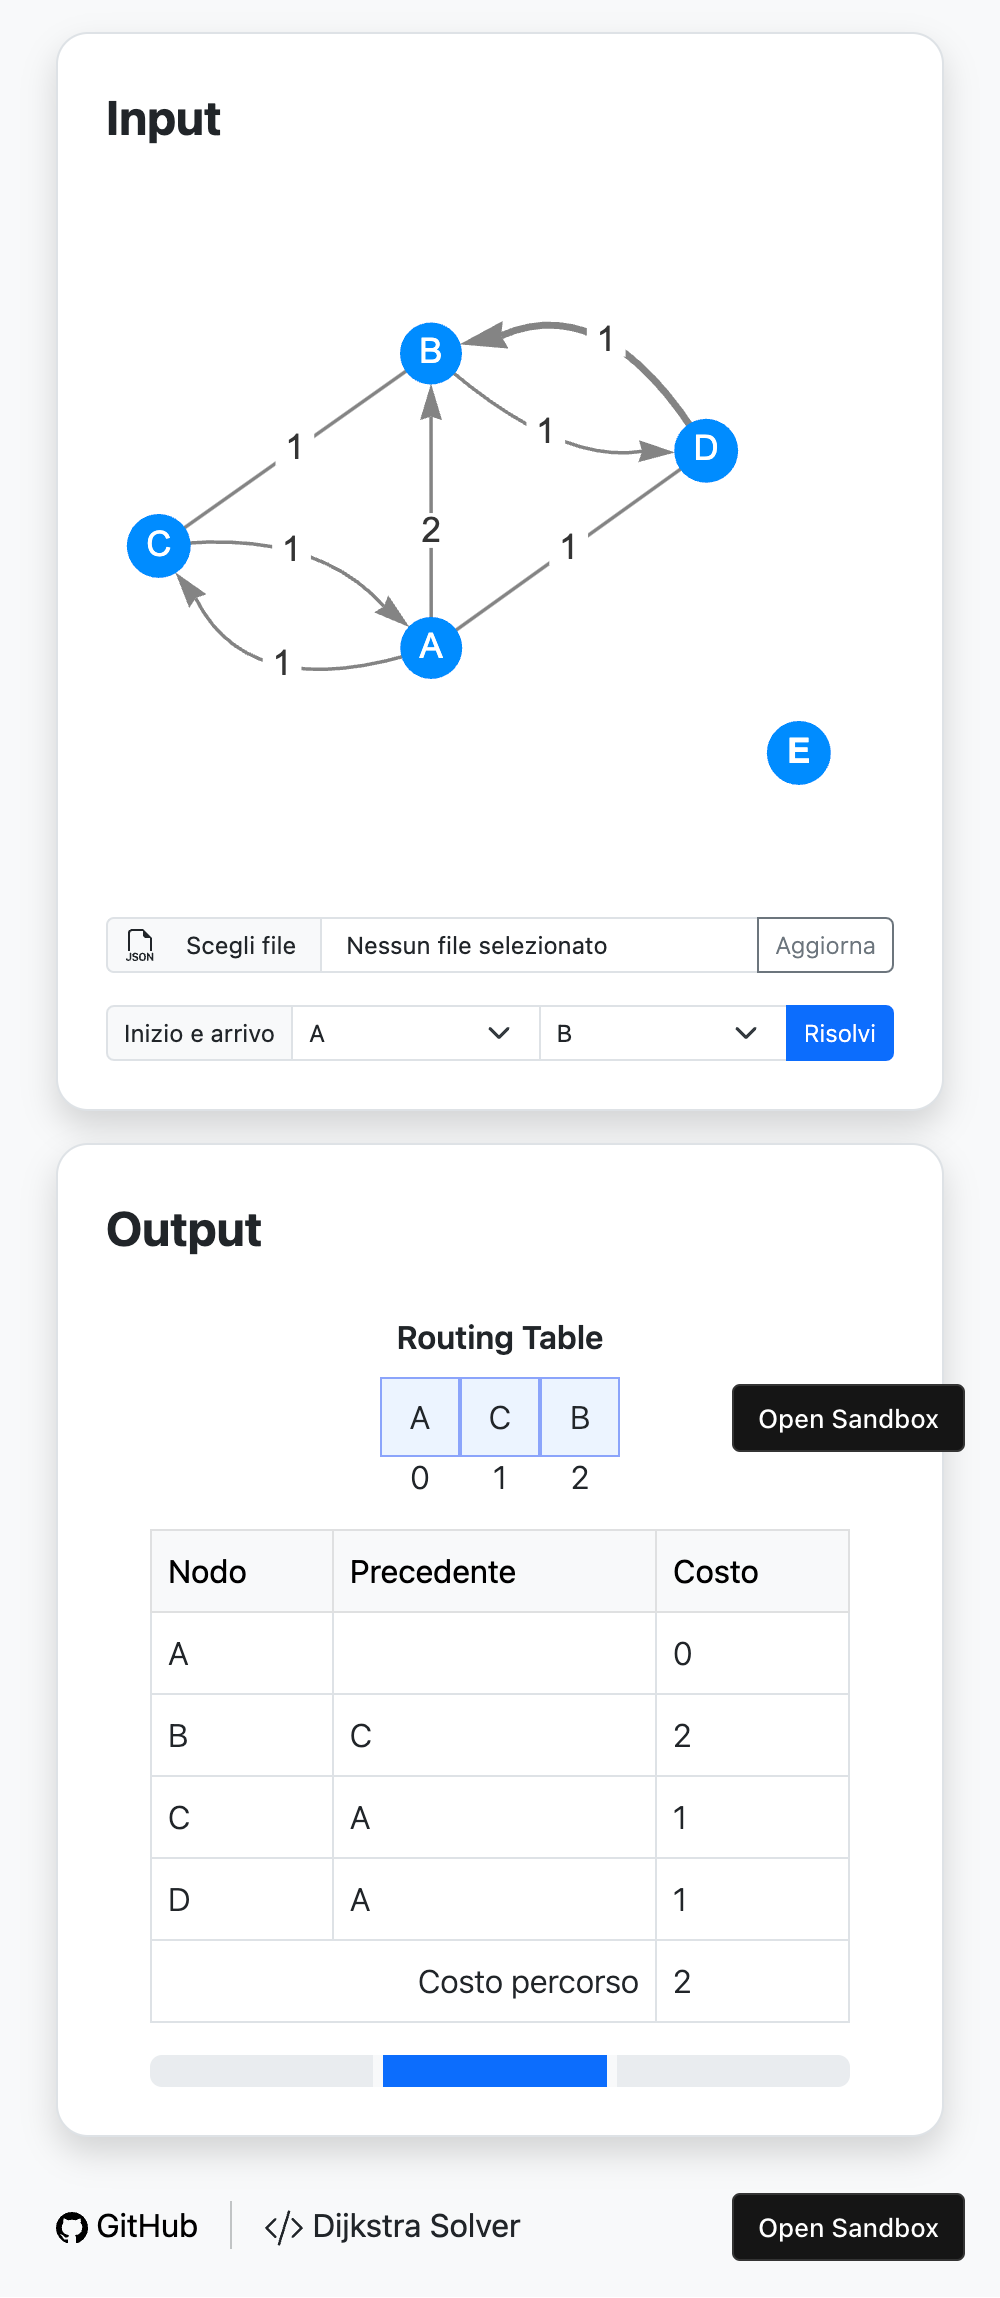 Input
B
1
D
1
1
C
1
2
1
A
1
E
JSON Scegli file Nessun file selezionato Aggiorna
Inizio e arrivo A B Risolvi
Output
Routing Table
A C B
0 1 2
Open Sandbox
Nodo Precedente Costo
A 0
B C 2
C A 1
D A 1
Costo percorso 2
GitHub </> Dijkstra Solver
Open Sandbox